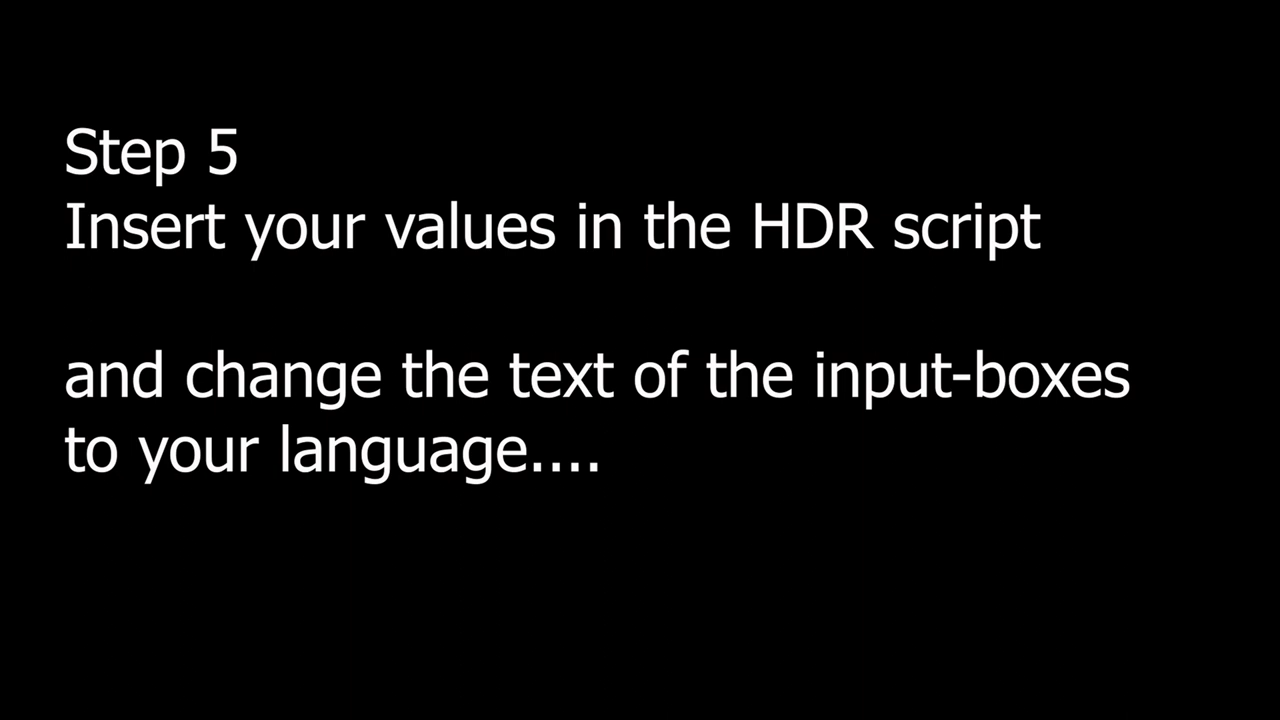 Step 5
Insert your values in the HDR script
and change the text of the input-boxes
to your language....